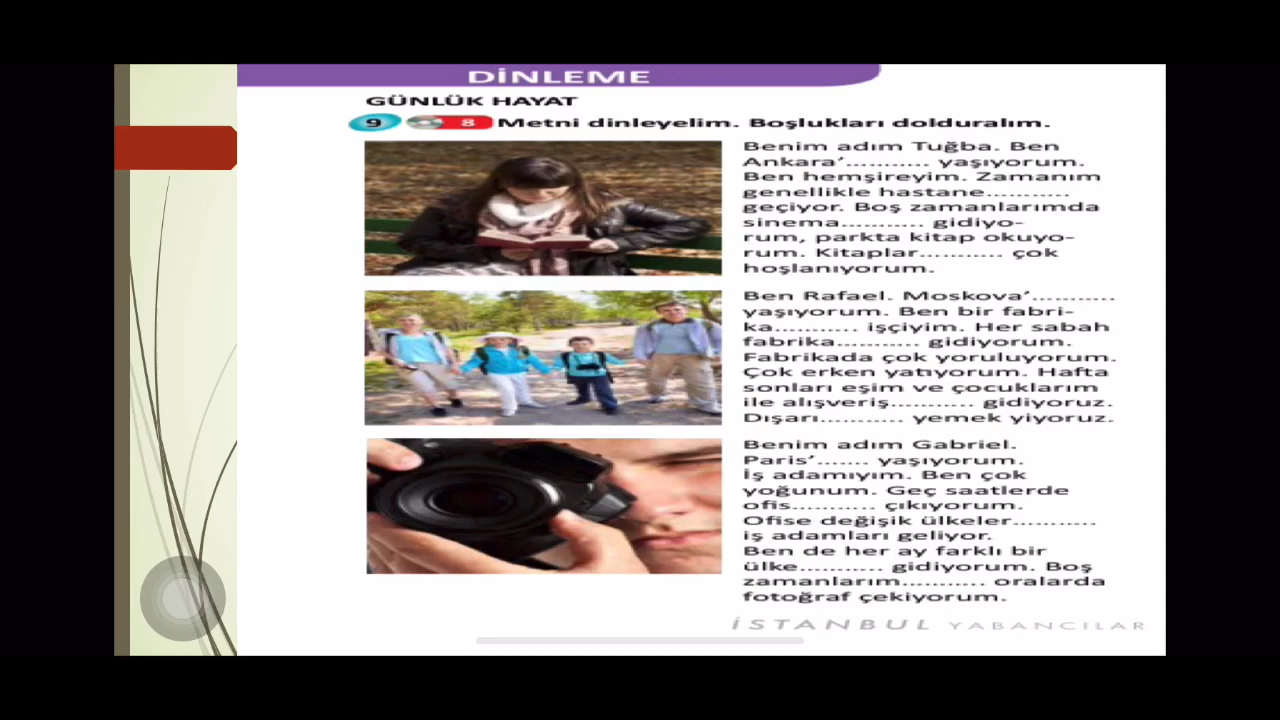 DİNLEME
GÜNLÜK HAYAT
9 8 Metni dinleyelim. Boşlukları dolduralım.
Benim adım Tuğba. Ben
Ankara’........... yaşıyorum.
Ben hemşireyim. Zamanım
genellikle hastane...........
geçiyor. Boş zamanlarımda
sinema........... gidiyo-
rum, parkta kitap okuyo-
rum. Kitaplar........... çok
hoşlanıyorum.
Ben Rafael. Moskova’...........
yaşıyorum. Ben bir fabri-
ka........... işçiyim. Her sabah
fabrika........... gidiyorum.
Fabrikada çok yoruluyorum.
Çok erken yatıyorum. Hafta
sonları eşim ve çocuklarım
ile alışveriş........... gidiyoruz.
Dışarı........... yemek yiyoruz.
Benim adım Gabriel.
Paris’....... yaşıyorum.
İş adamıyım. Ben çok
yoğunum. Geç saatlerde
ofis........... çıkıyorum.
Ofise değişik ülkeler...........
iş adamları geliyor.
Ben de her ay farklı bir
ülke........... gidiyorum. Boş
zamanlarım........... oralarda
fotoğraf çekiyorum.
İSTANBUL YABANCILAR